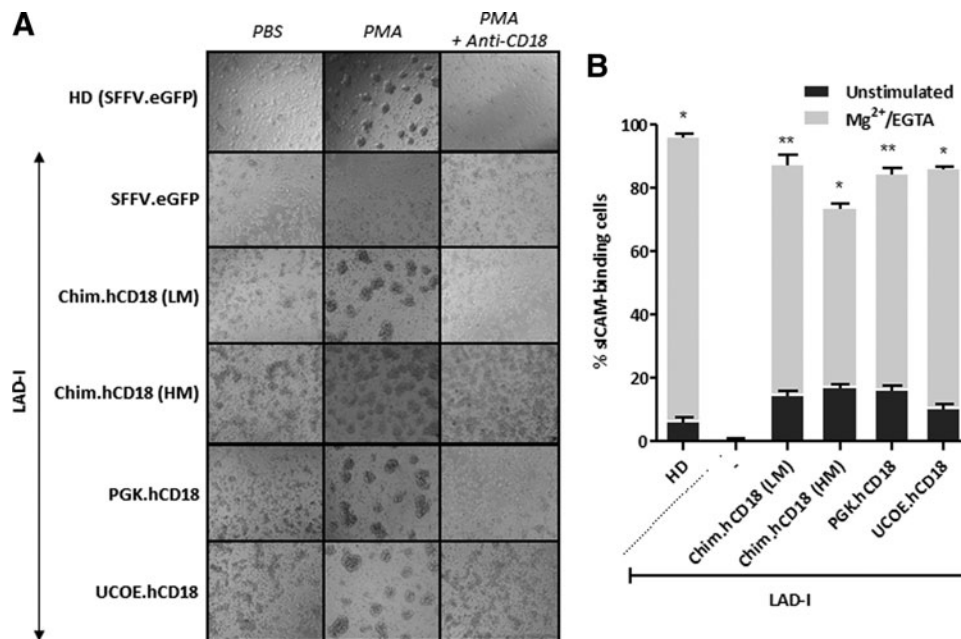 A
PBS
PMA
PMA
+ Anti-CD18
HD (SFFV.eGFP)
SFFV.eGFP
Chim.hCD18 (LM)
Chim.hCD18 (HM)
PGK.hCD18
UCOE.hCD18
LAD-I
B
Unstimulated
Mg²⁺/EGTA
% sICAM-binding cells
100
80
60
40
20
0
*
**
*
**
*
HD
-
Chim.hCD18 (LM)
Chim.hCD18 (HM)
PGK.hCD18
UCOE.hCD18
LAD-I